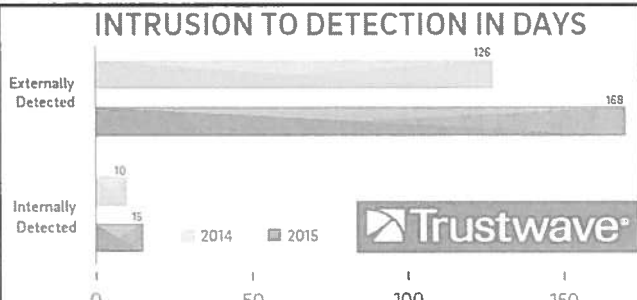 INTRUSION TO DETECTION IN DAYS
126
Externally
Detected
168
10
Internally
Detected
15
2014
2015
Trustwave®
0
50
100
150